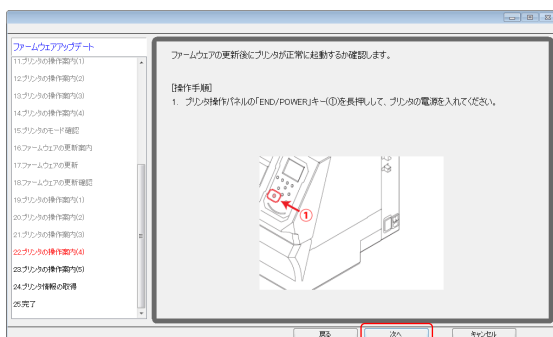 ファームウェアアップデート
11.プリンタの操作案内(1)
12.プリンタの操作案内(2)
13.プリンタの操作案内(3)
14.プリンタの操作案内(4)
15.プリンタのモード確認
16.ファームウェアの更新案内
17.ファームウェアの更新
18.ファームウェアの更新確認
19.プリンタの操作案内(1)
20.プリンタの操作案内(2)
21.プリンタの操作案内(3)
22.プリンタの操作案内(4)
23.プリンタの操作案内(5)
24.プリンタ情報の取得
25.完了
ファームウェアの更新後にプリンタが正常に起動するか確認します。
[操作手順]
1. プリンタ操作パネルの「END/POWER」キー(①)を長押しして、プリンタの電源を入れてください。
①
戻る
次へ
キャンセル